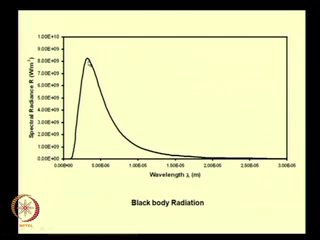 1.00E+10
9.00E+09
8.00E+09
7.00E+09
6.00E+09
5.00E+09
4.00E+09
3.00E+09
2.00E+09
1.00E+09
0.00E+00
Spectral Radiance R (W/m³)
0.00E+00 5.00E-06 1.00E-05 1.50E-05 2.00E-05 2.50E-05 3.00E-05
Wavelength λ, (m)
Black body Radiation
NPTEL